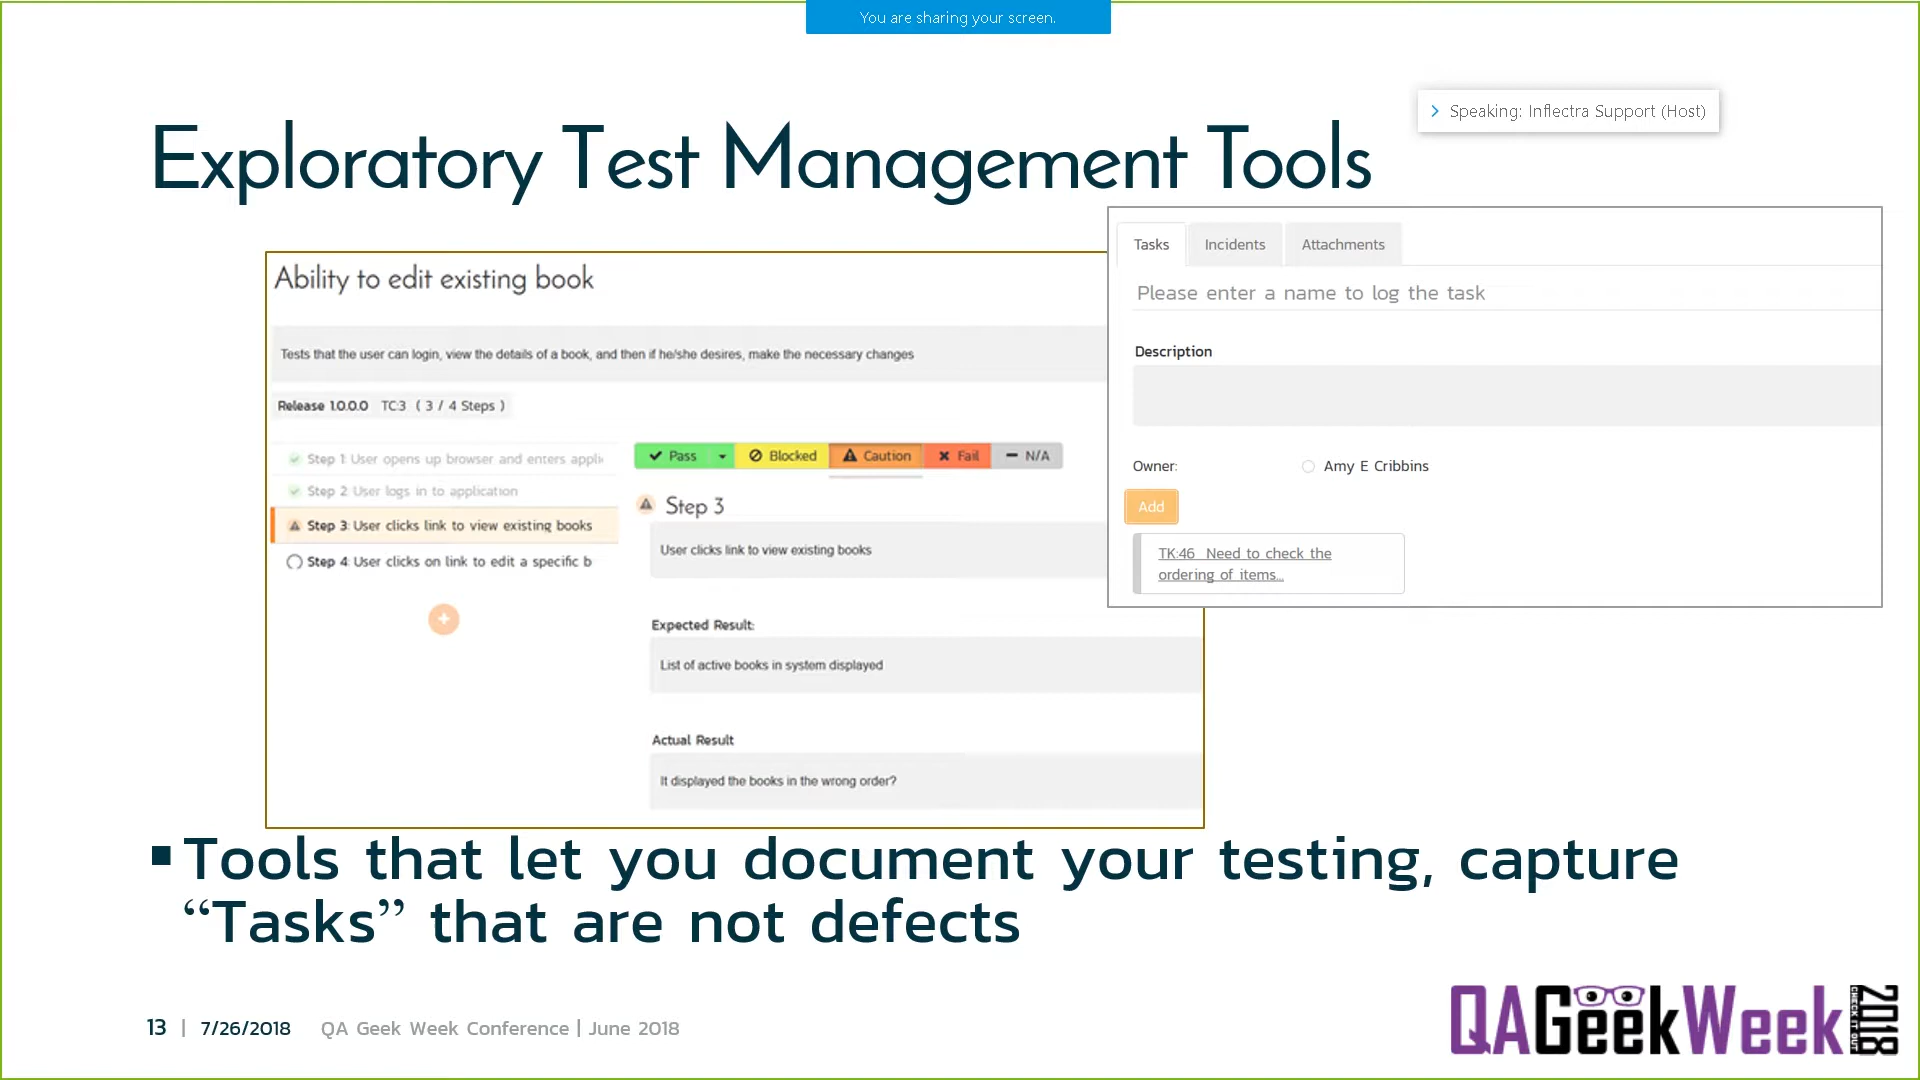 You are sharing your screen.
Speaking: Inflectra Support (Host)
Exploratory Test Management Tools
Ability to edit existing book
Tests that the user can login, view the details of a book, and then if he/she desires, make the necessary changes
Release 1.0.0.0 TC:3 ( 3 / 4 Steps )
Step 1: User opens up browser and enters appli
Step 2: User logs in to application
Step 3: User clicks link to view existing books
Step 4: User clicks on link to edit a specific b
Pass Blocked Caution Fail N/A
Step 3
User clicks link to view existing books
Expected Result:
List of active books in system displayed
Actual Result
It displayed the books in the wrong order?
Tasks Incidents Attachments
Please enter a name to log the task
Description
Owner: Amy E Cribbins
Add
TK:46 Need to check the
ordering of items...
▪ Tools that let you document your testing, capture
“Tasks” that are not defects
13 | 7/26/2018 QA Geek Week Conference | June 2018
QAGeekWeek
2018
CHECK IT OUT